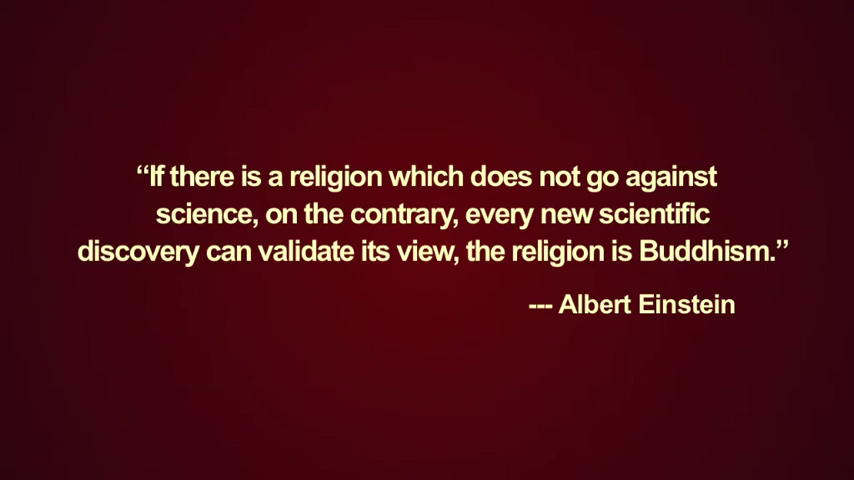 “If there is a religion which does not go against
science, on the contrary, every new scientific
discovery can validate its view, the religion is Buddhism.”
--- Albert Einstein